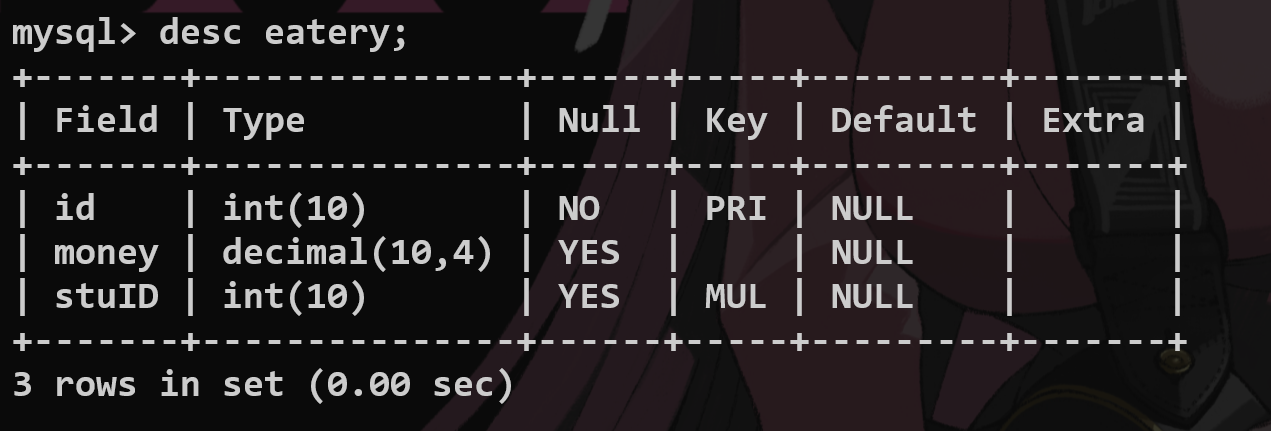 mysql> desc eatery;
+-------+---------------+------+-----+---------+-------+
| Field | Type          | Null | Key | Default | Extra |
+-------+---------------+------+-----+---------+-------+
| id    | int(10)       | NO   | PRI | NULL    |       |
| money | decimal(10,4) | YES  |     | NULL    |       |
| stuID | int(10)       | YES  | MUL | NULL    |       |
+-------+---------------+------+-----+---------+-------+
3 rows in set (0.00 sec)